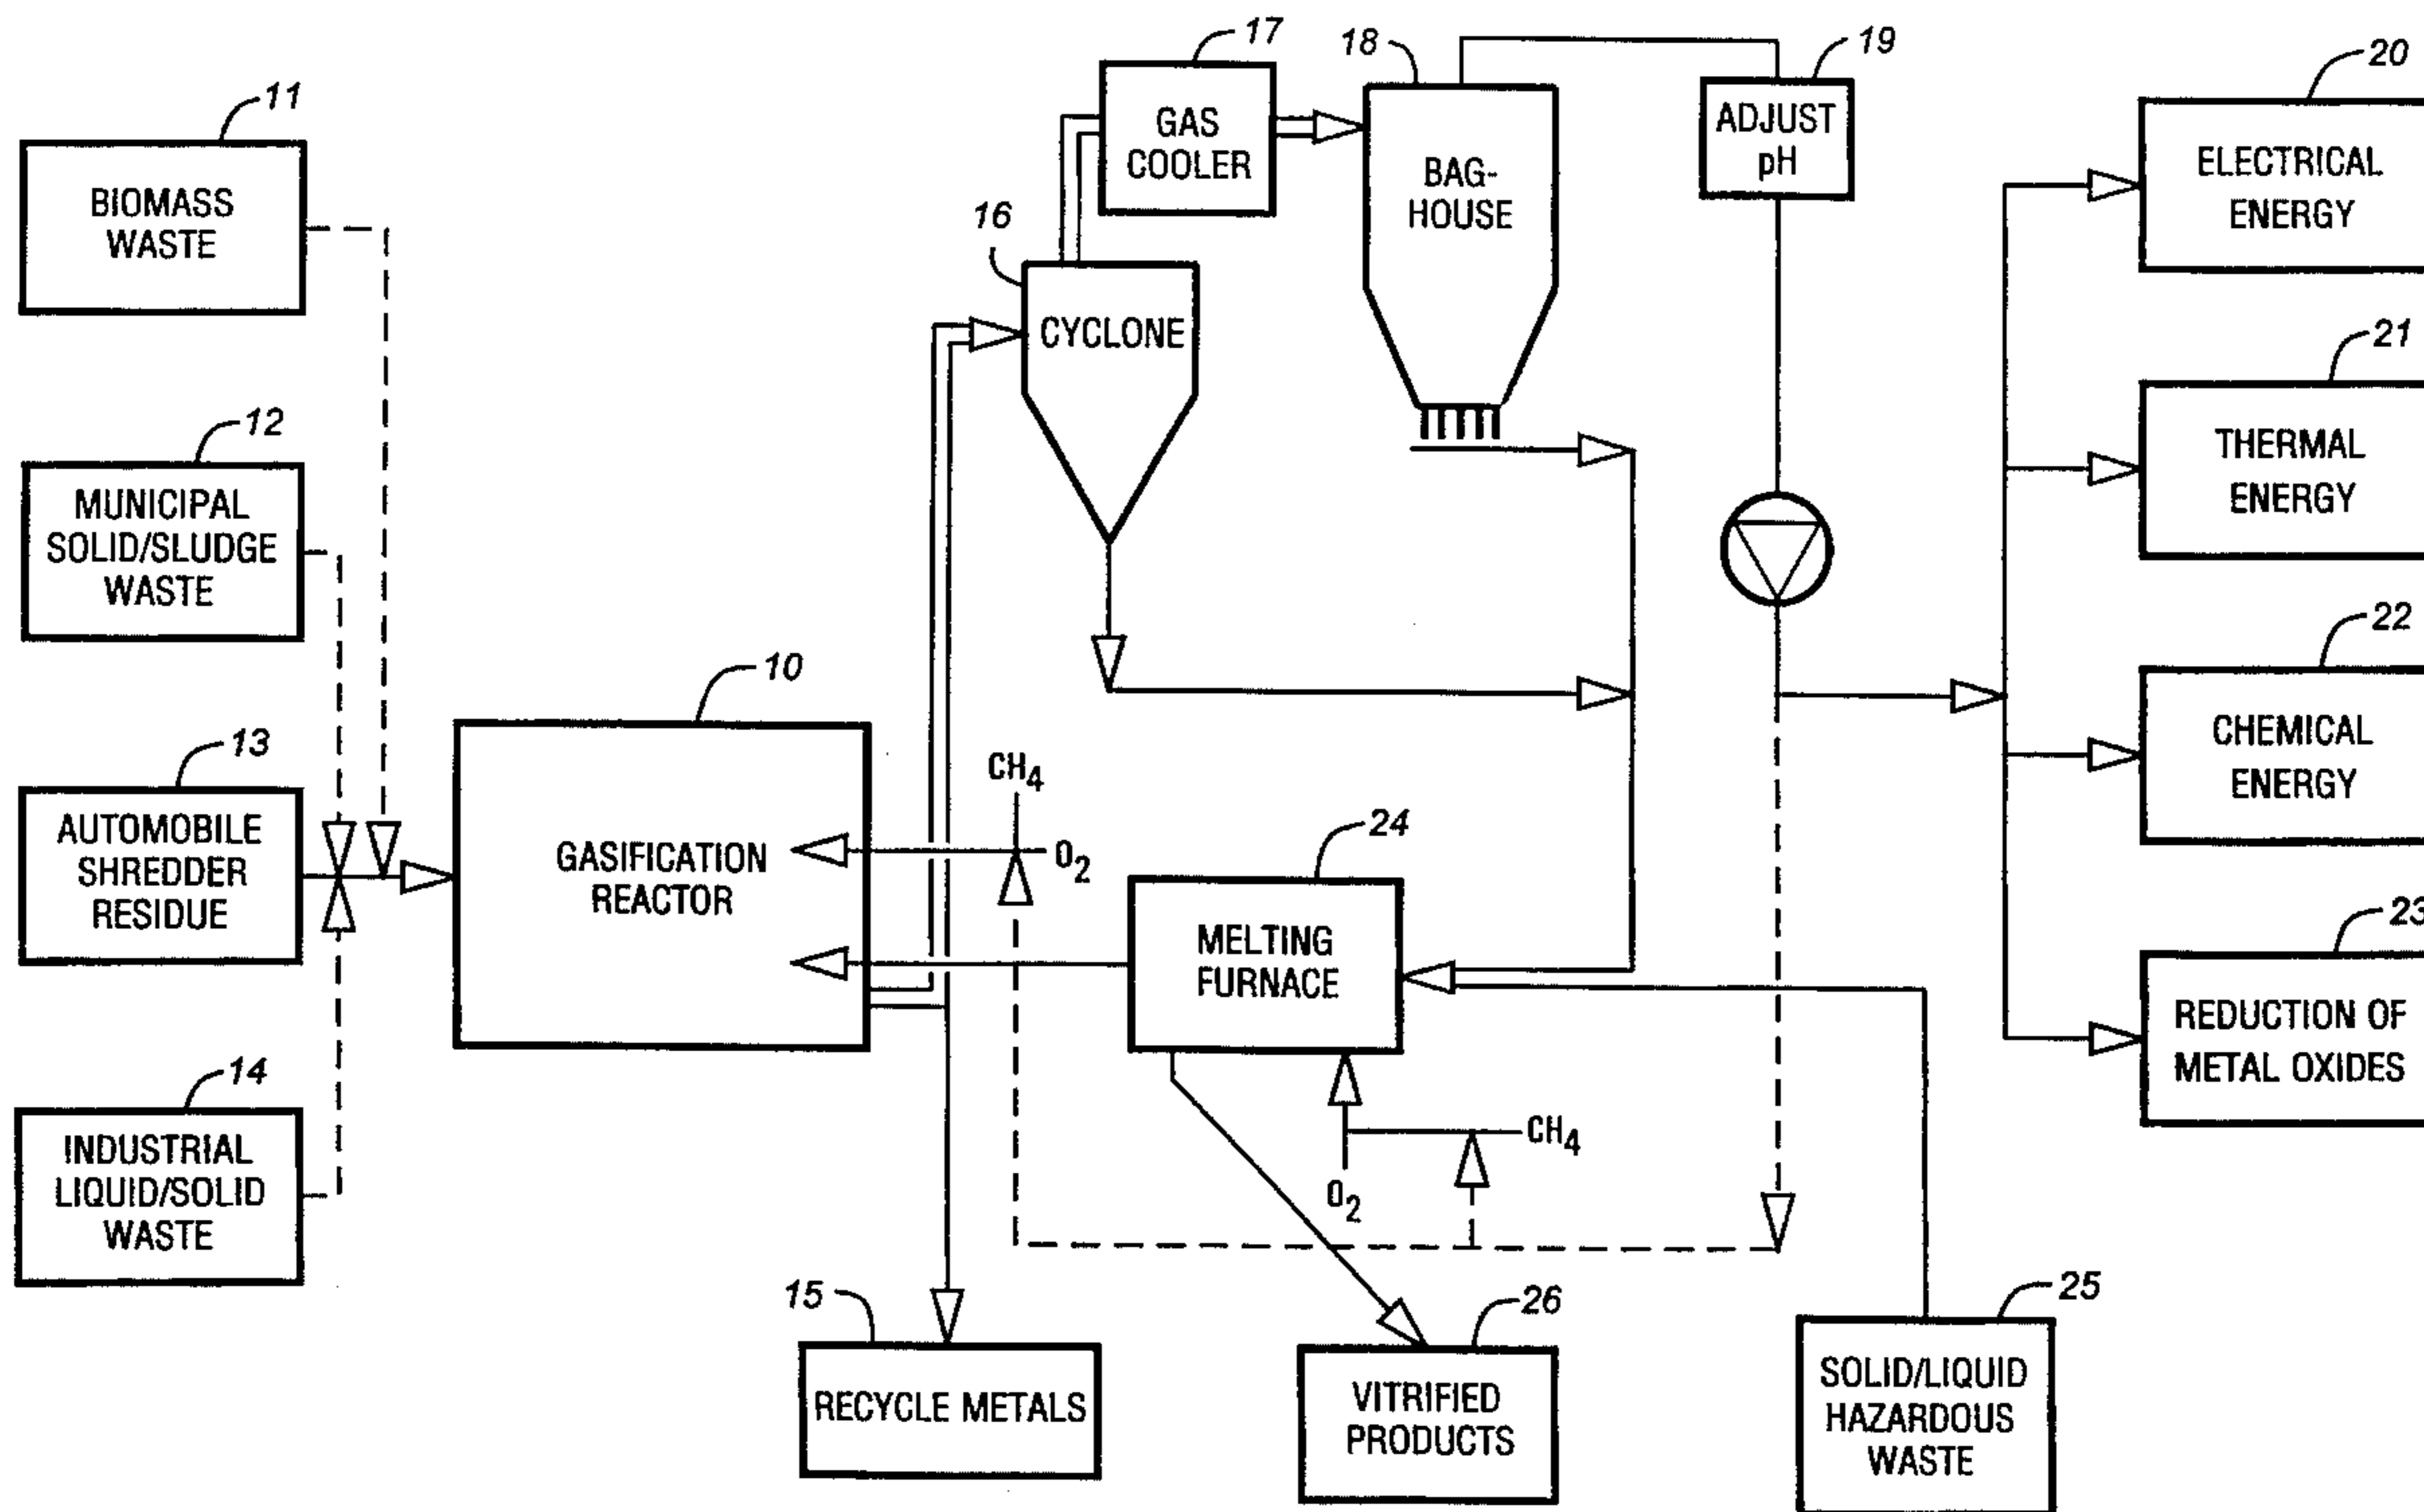 11
BIOMASS
WASTE
12
MUNICIPAL
SOLID/SLUDGE
WASTE
13
AUTOMOBILE
SHREDDER
RESIDUE
14
INDUSTRIAL
LIQUID/SOLID
WASTE
10
GASIFICATION
REACTOR
15
RECYCLE METALS
16
CYCLONE
17
GAS
COOLER
18
BAG-
HOUSE
19
ADJUST
pH
CH4
O2
24
MELTING
FURNACE
CH4
O2
26
VITRIFIED
PRODUCTS
25
SOLID/LIQUID
HAZARDOUS
WASTE
20
ELECTRICAL
ENERGY
21
THERMAL
ENERGY
22
CHEMICAL
ENERGY
23
REDUCTION OF
METAL OXIDES